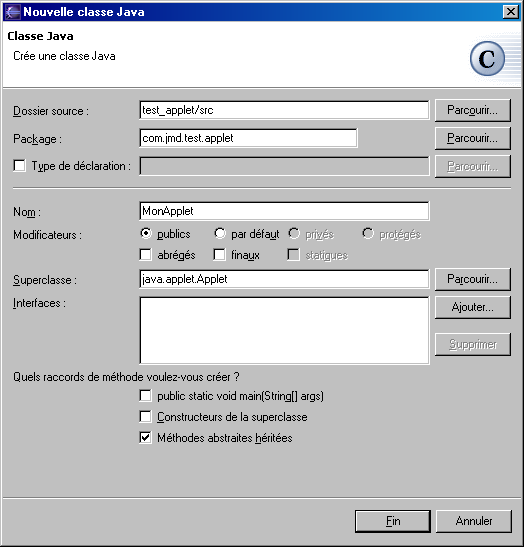 Nouvelle classe Java
Classe Java
Crée une classe Java
C
Dossier source : test_applet/src Parcourir...
Package : com.jmd.test.applet Parcourir...
Type de déclaration : Parcourir...
Nom : MonApplet
Modificateurs : publics par défaut privés protégés
abrégés finaux statigues
Superclasse : java.applet.Applet Parcourir...
Interfaces : Ajouter...
Supprimer
Quels raccords de méthode voulez-vous créer ?
public static void main(String[] args)
Constructeurs de la superclasse
Méthodes abstraites héritées
Fin Annuler